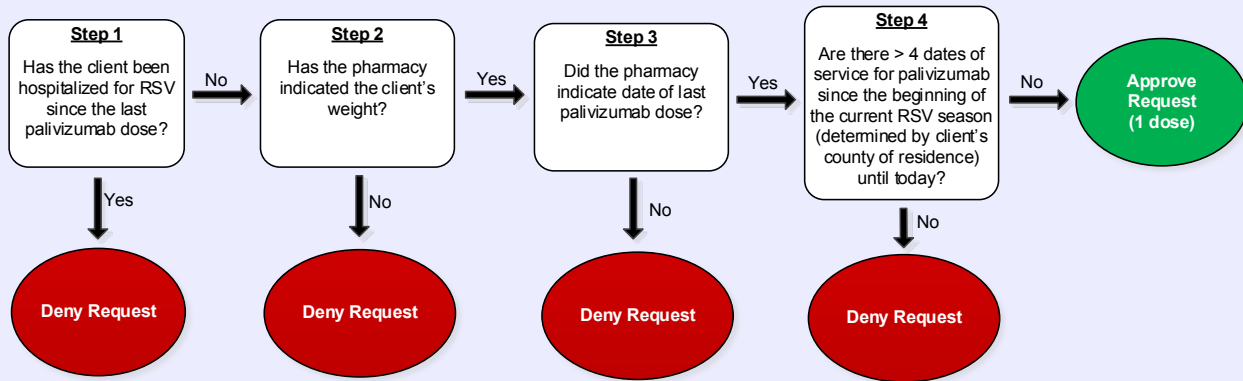 Step 1
Has the client been
hospitalized for RSV
since the last
palivizumab dose?
No
Yes
Deny Request
Step 2
Has the pharmacy
indicated the client's
weight?
Yes
No
Deny Request
Step 3
Did the pharmacy
indicate date of last
palivizumab dose?
Yes
No
Deny Request
Step 4
Are there > 4 dates of
service for palivizumab
since the beginning of
the current RSV season
(determined by client's
county of residence)
until today?
No
No
Deny Request
Approve
Request
(1 dose)